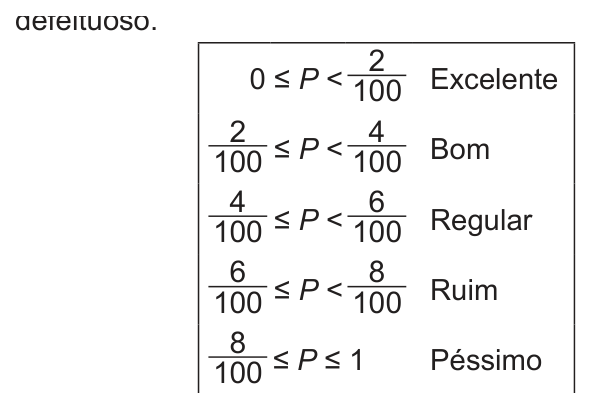 defeituoso.
0 ≤ P < 2/100 Excelente
2/100 ≤ P < 4/100 Bom
4/100 ≤ P < 6/100 Regular
6/100 ≤ P < 8/100 Ruim
8/100 ≤ P ≤ 1 Péssimo